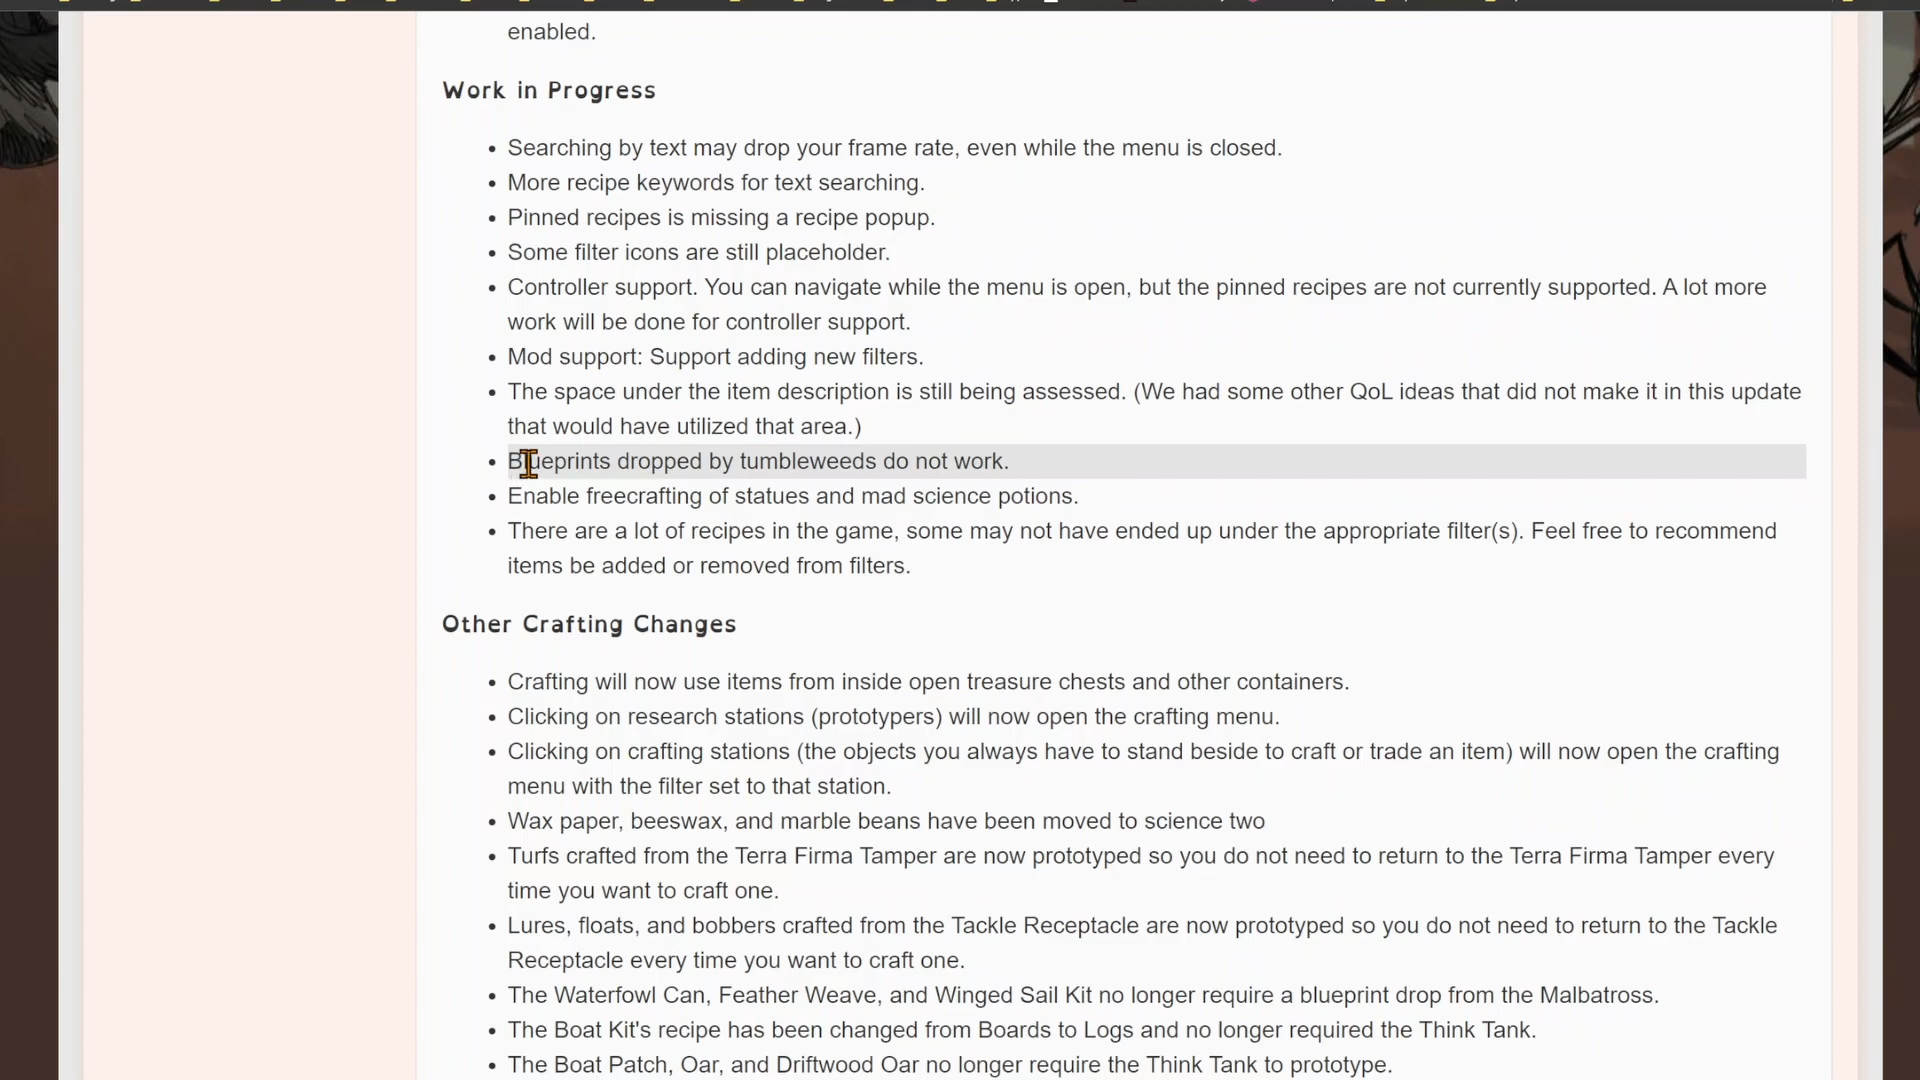 enabled.
Work in Progress
Searching by text may drop your frame rate, even while the menu is closed.
More recipe keywords for text searching.
Pinned recipes is missing a recipe popup.
Some filter icons are still placeholder.
Controller support. You can navigate while the menu is open, but the pinned recipes are not currently supported. A lot more
work will be done for controller support.
Mod support: Support adding new filters.
The space under the item description is still being assessed. (We had some other QoL ideas that did not make it in this update
that would have utilized that area.)
Blueprints dropped by tumbleweeds do not work.
Enable freecrafting of statues and mad science potions.
There are a lot of recipes in the game, some may not have ended up under the appropriate filter(s). Feel free to recommend
items be added or removed from filters.
Other Crafting Changes
Crafting will now use items from inside open treasure chests and other containers.
Clicking on research stations (prototypers) will now open the crafting menu.
Clicking on crafting stations (the objects you always have to stand beside to craft or trade an item) will now open the crafting
menu with the filter set to that station.
Wax paper, beeswax, and marble beans have been moved to science two
Turfs crafted from the Terra Firma Tamper are now prototyped so you do not need to return to the Terra Firma Tamper every
time you want to craft one.
Lures, floats, and bobbers crafted from the Tackle Receptacle are now prototyped so you do not need to return to the Tackle
Receptacle every time you want to craft one.
The Waterfowl Can, Feather Weave, and Winged Sail Kit no longer require a blueprint drop from the Malbatross.
The Boat Kit's recipe has been changed from Boards to Logs and no longer required the Think Tank.
The Boat Patch, Oar, and Driftwood Oar no longer require the Think Tank to prototype.